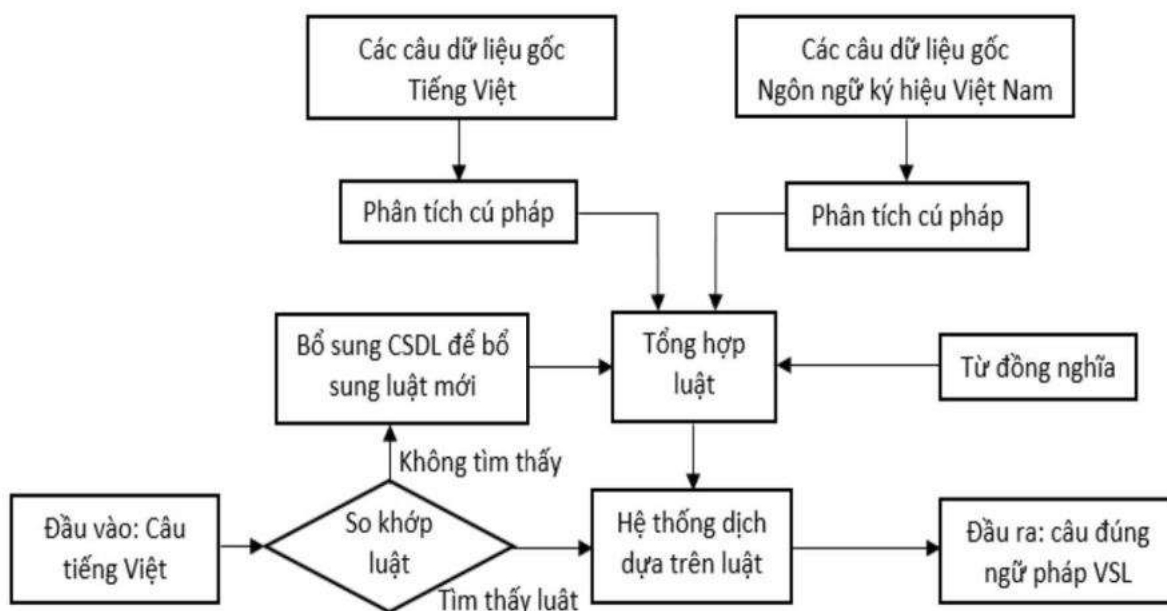 Các câu dữ liệu gốc
Tiếng Việt
Các câu dữ liệu gốc
Ngôn ngữ ký hiệu Việt Nam
Phân tích cú pháp
Phân tích cú pháp
Bổ sung CSDL để bổ
sung luật mới
Tổng hợp
luật
Từ đồng nghĩa
Không tìm thấy
Đầu vào: Câu
tiếng Việt
So khớp
luật
Hệ thống dịch
dựa trên luật
Đầu ra: câu đúng
ngữ pháp VSL
Tìm thấy luật